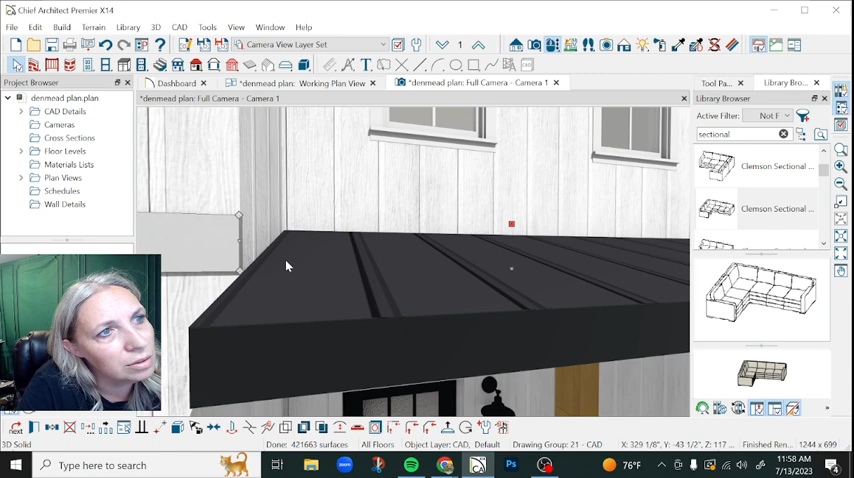 Chief Architect Premier X14
File Edit Build Terrain Library 3D CAD Tools View Window Help
1 Camera View Layer Set
Project Browser
denmead plan.plan
CAD Details
Cameras
Cross Sections
Floor Levels
Materials Lists
Plan Views
Schedules
Wall Details
Dashboard *denmead plan: Working Plan View *denmead plan: Full Camera - Camera 1
*denmead plan: Full Camera - Camera 1
Tool Pa... Library Bro...
Library Browser
Active Filter: Not F
sectional
Clemson Sectional ...
Clemson Sectional ...
next
3D Solid
Done: 421663 surfaces All Floors Object Layer: CAD, Default Drawing Group: 21 - CAD X: 329 1/8", Y: -43 1/2", Z: 117 ... Finished Ren... 1244 x 699
Type here to search
Ps
76°F
11:58 AM
7/13/2023
4